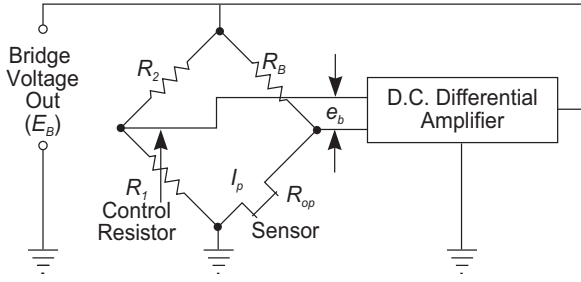 Bridge
Voltage
Out
(E_B)
R_2
R_B
e_b
D.C. Differential
Amplifier
R_1
Control
Resistor
I_p
R_op
Sensor